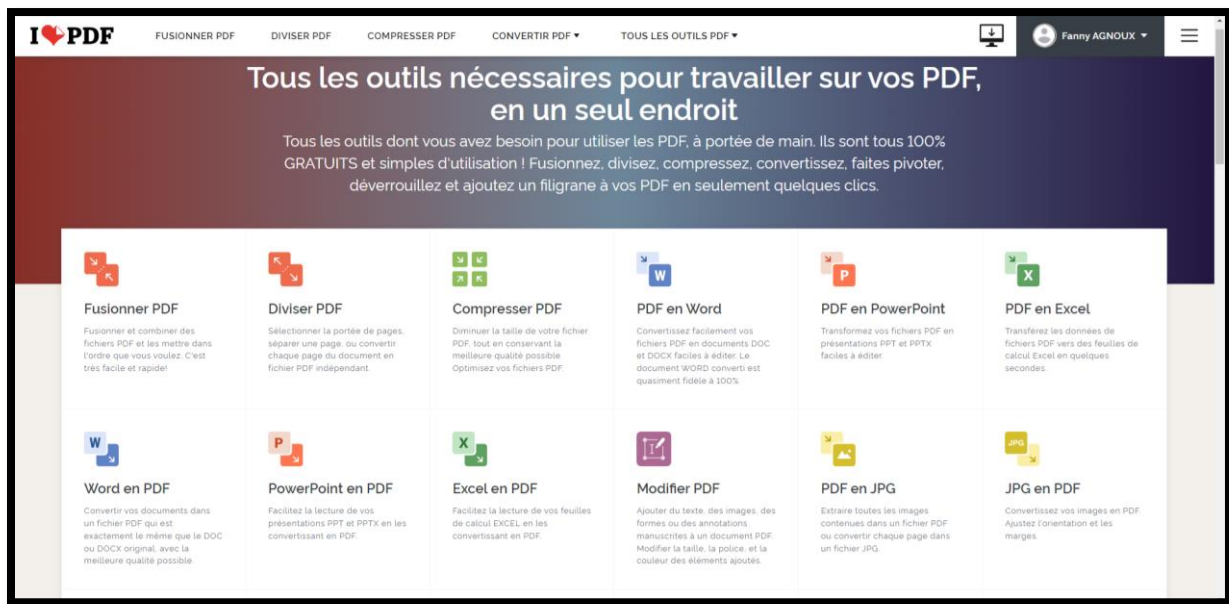 I PDF
FUSIONNER PDF
DIVISER PDF
COMPRESSER PDF
CONVERTIR PDF
TOUS LES OUTILS PDF
Fanny AGNOUX
Tous les outils nécessaires pour travailler sur vos PDF,
en un seul endroit
Tous les outils dont vous avez besoin pour utiliser les PDF, à portée de main. Ils sont tous 100%
GRATUITS et simples d'utilisation ! Fusionnez, divisez, compressez, convertissez, faites pivoter,
déverrouillez et ajoutez un filigrane à vos PDF en seulement quelques clics.
Fusionner PDF
Fusionner et combiner des
fichiers PDF et les mettre dans
l'ordre que vous voulez. C'est
très facile et rapide!
Diviser PDF
Sélectionner la portée de pages,
séparer une page, ou convertir
chaque page du document en
fichier PDF indépendant.
Compresser PDF
Diminuer la taille de votre fichier
PDF, tout en conservant la
meilleure qualité possible.
Optimisez vos fichiers PDF.
W
PDF en Word
Convertissez facilement vos
fichiers PDF en documents DOC
et DOCX faciles à éditer. Le
document WORD converti est
quasiment fidèle à 100%.
P
PDF en PowerPoint
Transformez vos fichiers PDF en
présentations PPT et PPTX
faciles à éditer.
X
PDF en Excel
Transférez les données de
fichiers PDF vers des feuilles de
calcul Excel en quelques
secondes.
W
Word en PDF
Convertir vos documents dans
un fichier PDF qui est
exactement le même que le DOC
ou DOCX original, avec la
meilleure qualité possible.
P
PowerPoint en PDF
Facilitez la lecture de vos
présentations PPT et PPTX en les
convertissant en PDF.
X
Excel en PDF
Facilitez la lecture de vos feuilles
de calcul EXCEL en les
convertissant en PDF.
Modifier PDF
Ajouter du texte, des images, des
formes ou des annotations
manuscrites à un document PDF.
Modifier la taille, la police, et la
couleur des éléments ajoutés.
PDF en JPG
Extraire toutes les images
contenues dans un fichier PDF
ou convertir chaque page dans
un fichier JPG.
JPG
JPG en PDF
Convertissez vos images en PDF.
Ajustez l'orientation et les
marges.